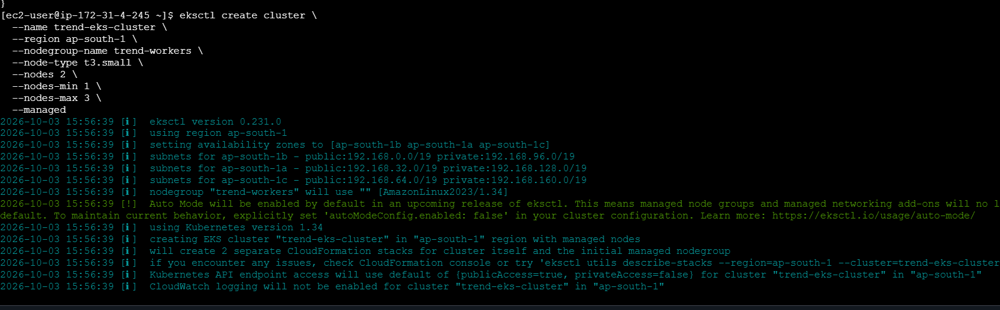 }
[ec2-user@ip-172-31-4-245 ~]$ eksctl create cluster \
  --name trend-eks-cluster \
  --region ap-south-1 \
  --nodegroup-name trend-workers \
  --node-type t3.small \
  --nodes 2 \
  --nodes-min 1 \
  --nodes-max 3 \
  --managed
2026-10-03 15:56:39 [ℹ]  eksctl version 0.231.0
2026-10-03 15:56:39 [ℹ]  using region ap-south-1
2026-10-03 15:56:39 [ℹ]  setting availability zones to [ap-south-1b ap-south-1a ap-south-1c]
2026-10-03 15:56:39 [ℹ]  subnets for ap-south-1b - public:192.168.0.0/19 private:192.168.96.0/19
2026-10-03 15:56:39 [ℹ]  subnets for ap-south-1a - public:192.168.32.0/19 private:192.168.128.0/19
2026-10-03 15:56:39 [ℹ]  subnets for ap-south-1c - public:192.168.64.0/19 private:192.168.160.0/19
2026-10-03 15:56:39 [ℹ]  nodegroup "trend-workers" will use "" [AmazonLinux2023/1.34]
2026-10-03 15:56:39 [!]  Auto Mode will be enabled by default in an upcoming release of eksctl. This means managed node groups and managed networking add-ons will no l
default. To maintain current behavior, explicitly set 'autoModeConfig.enabled: false' in your cluster configuration. Learn more: https://eksctl.io/usage/auto-mode/
2026-10-03 15:56:39 [ℹ]  using Kubernetes version 1.34
2026-10-03 15:56:39 [ℹ]  creating EKS cluster "trend-eks-cluster" in "ap-south-1" region with managed nodes
2026-10-03 15:56:39 [ℹ]  will create 2 separate CloudFormation stacks for cluster itself and the initial managed nodegroup
2026-10-03 15:56:39 [ℹ]  if you encounter any issues, check CloudFormation console or try 'eksctl utils describe-stacks --region=ap-south-1 --cluster=trend-eks-cluster
2026-10-03 15:56:39 [ℹ]  Kubernetes API endpoint access will use default of {publicAccess=true, privateAccess=false} for cluster "trend-eks-cluster" in "ap-south-1"
2026-10-03 15:56:39 [ℹ]  CloudWatch logging will not be enabled for cluster "trend-eks-cluster" in "ap-south-1"